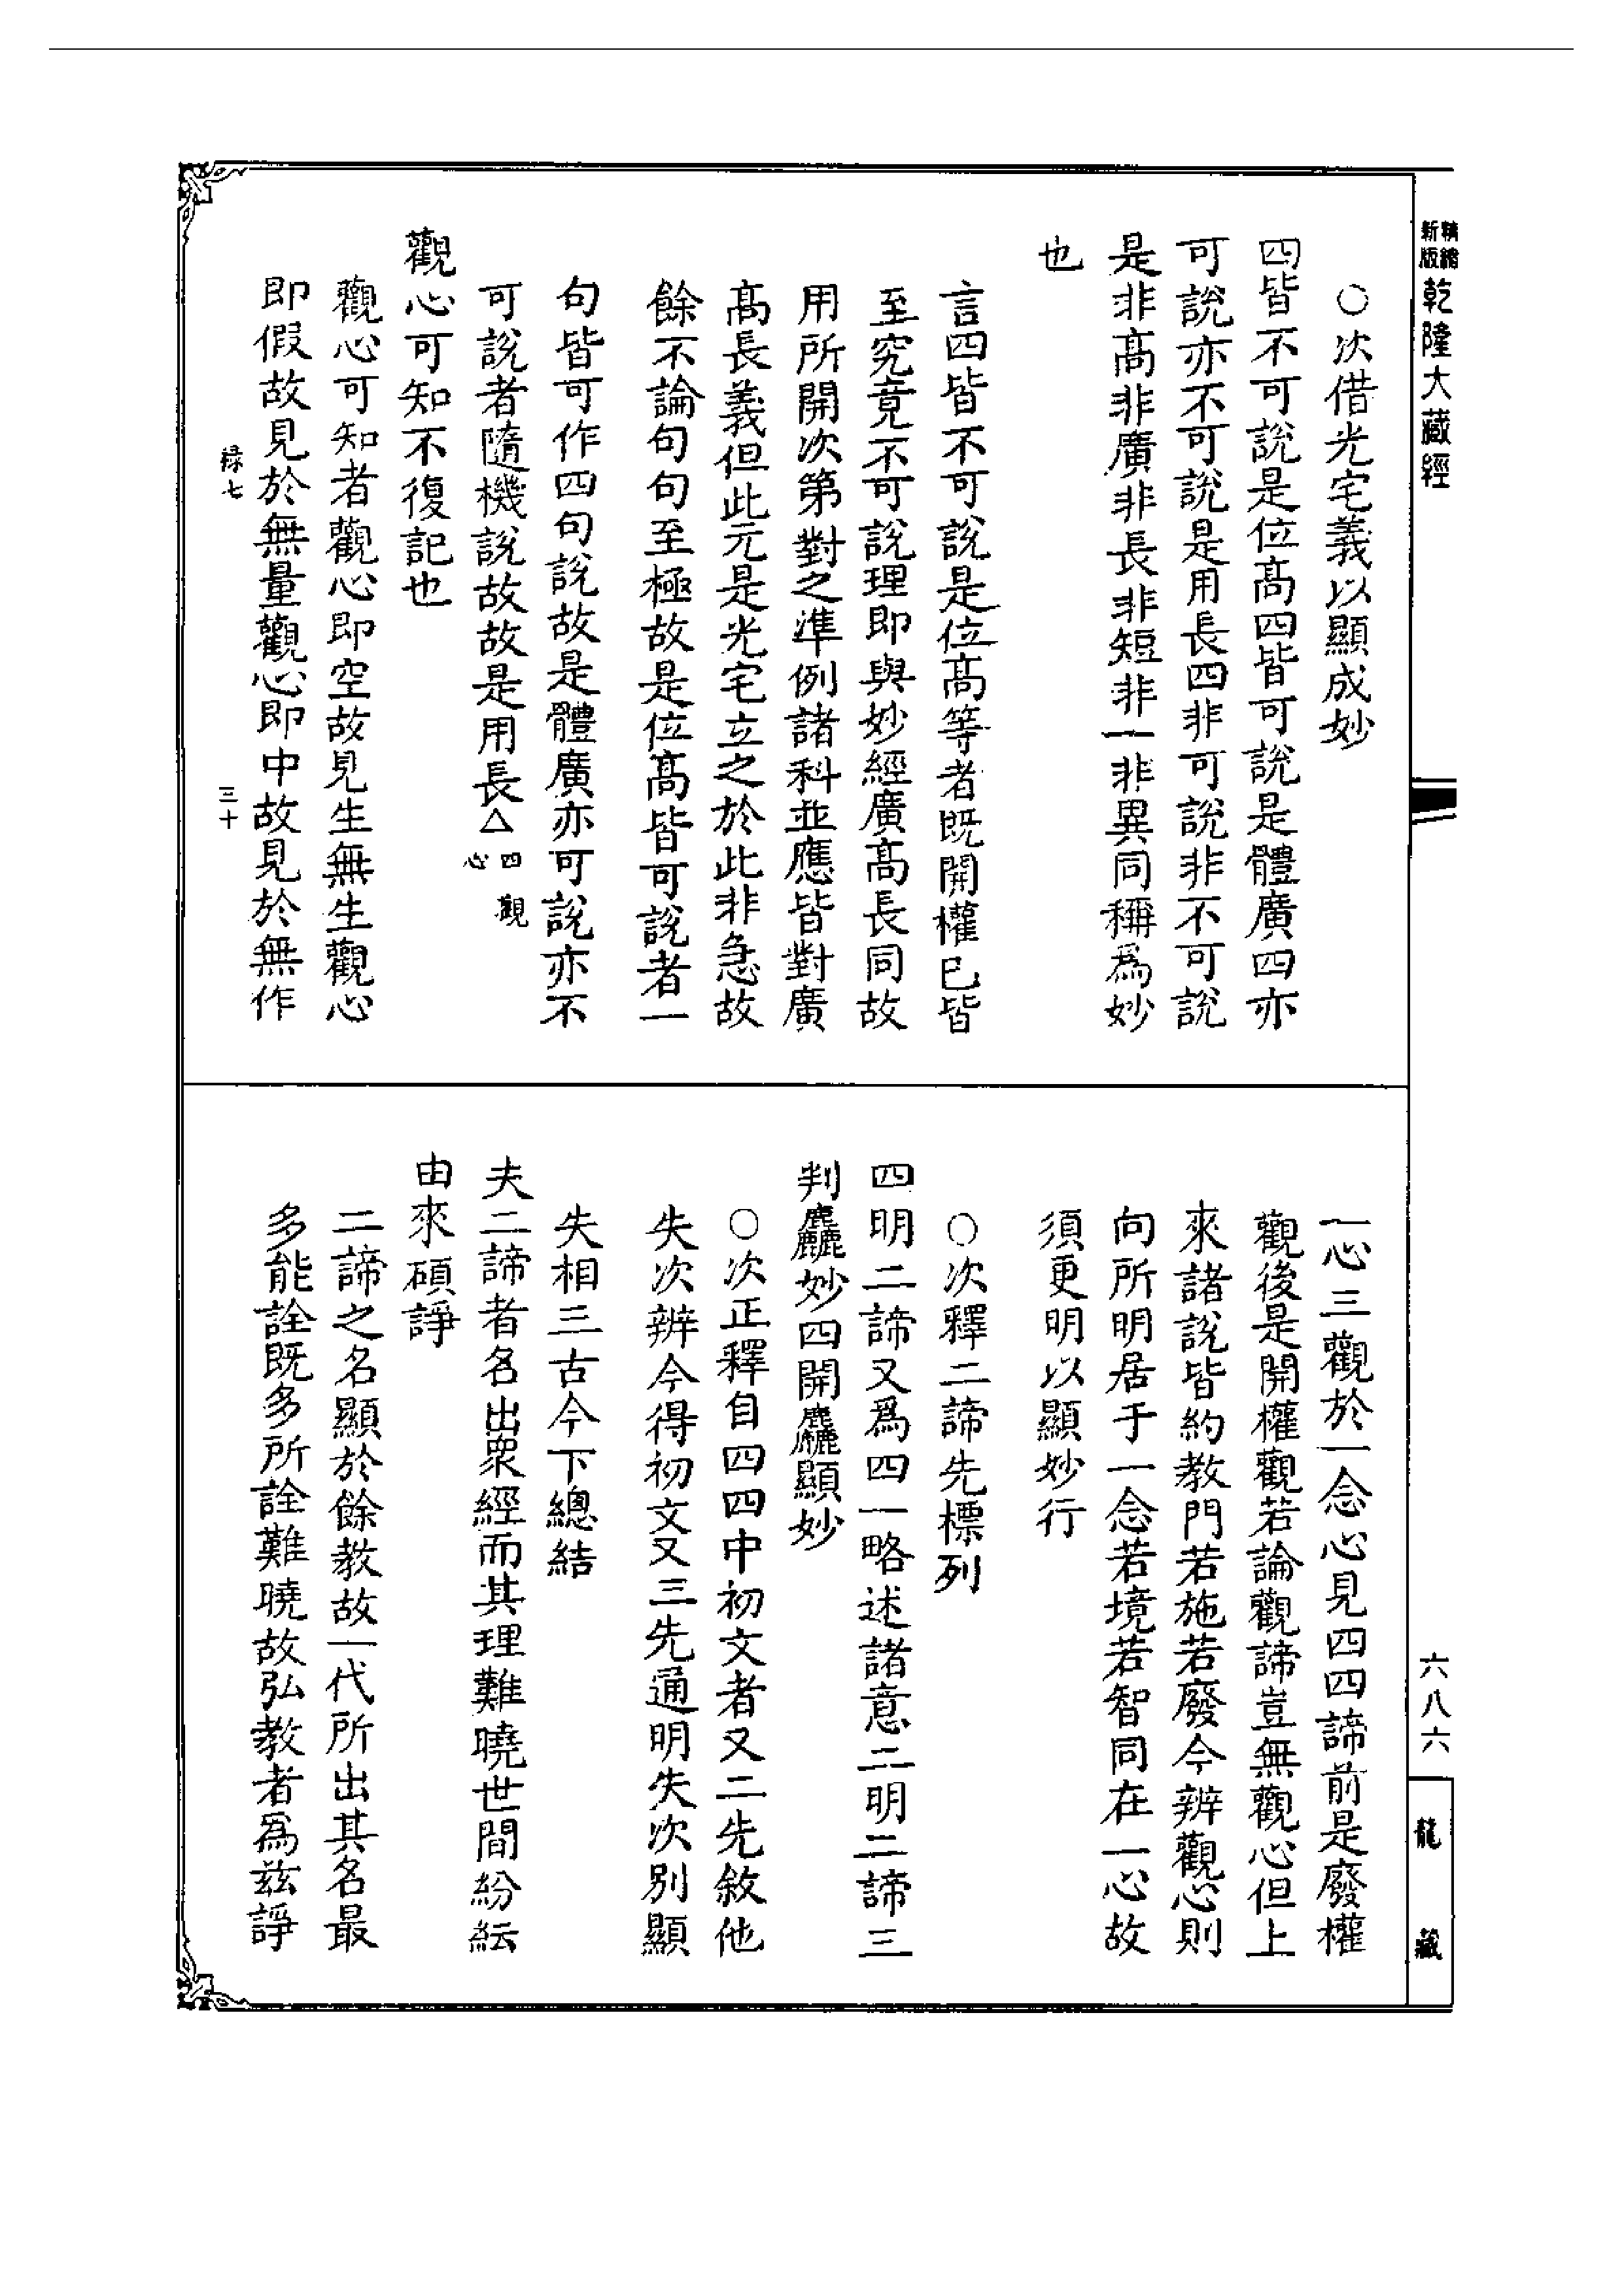 精縮新版乾隆大藏經
○次借光宅義以顯成妙
四皆不可說是位髙四皆可說是體廣四亦
可說亦不可說是用長四非可說非不可說
是非髙非廣非長非短非一非異同稱爲妙
也
言四皆不可說是位髙等者既開權已皆
至究竟不可說理即與妙經廣髙長同故
用所開次第對之準例諸科並應皆對廣
髙長義但此元是光宅立之於此非急故
餘不論句句至極故是位髙皆可說者一
句皆可作四句說故是體廣亦可說亦不
可說者隨機說故故是用長△四觀心
觀心可知不復記也
觀心可知者觀心即空故見生無生觀心
即假故見於無量觀心即中故見於無作
祿七 三十
一心三觀於一念心見四四諦前是廢權
觀後是開權觀若論觀諦豈無觀心但上
來諸說皆約教門若施若廢今辨觀心則
向所明居于一念若境若智同在一心故
須更明以顯妙行
○次釋二諦先標列
四明二諦又爲四一略述諸意二明二諦三
判麤妙四開麤顯妙
○次正釋自四四中初文者又二先敘他
失次辨今得初文又三先通明失次別顯
失相三古今下總結
夫二諦者名出衆經而其理難曉世間紛紜
由來碩諍
二諦之名顯於餘教故一代所出其名最
多能詮既多所詮難曉故弘教者爲茲諍
六八六
龍藏